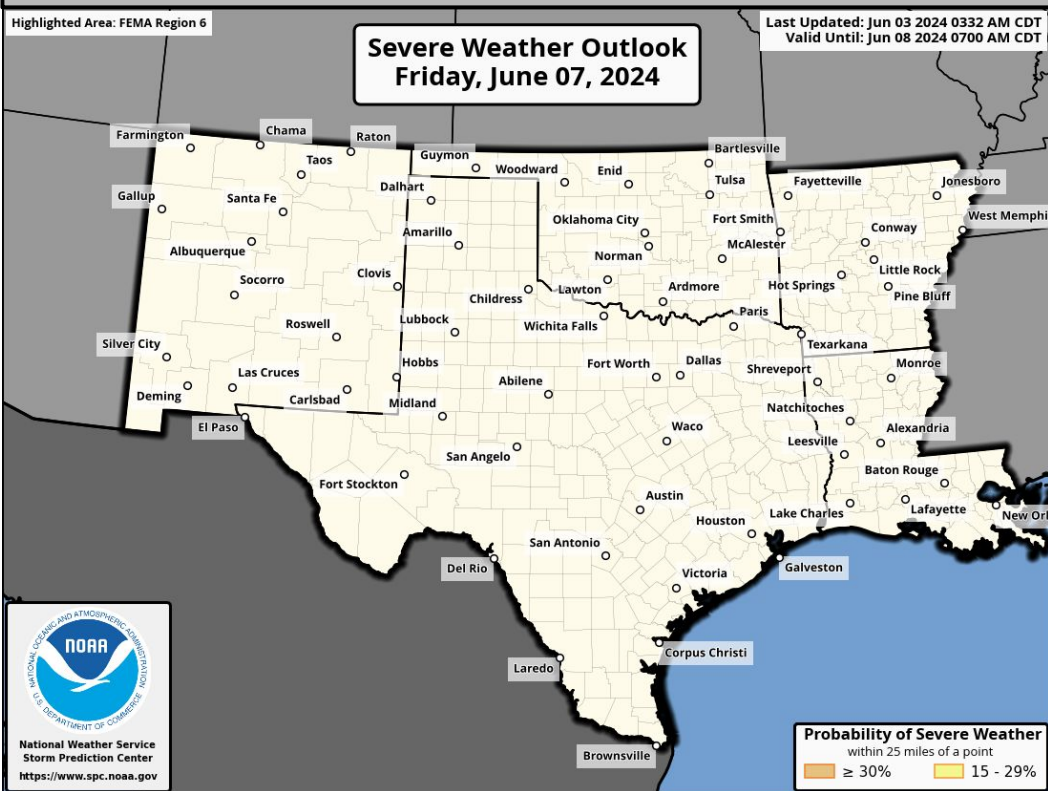 Highlighted Area: FEMA Region 6
Last Updated: Jun 03 2024 0332 AM CDT
Valid Until: Jun 08 2024 0700 AM CDT
Severe Weather Outlook
Friday, June 07, 2024
Farmington
Chama
Raton
Taos
Guymon
Woodward
Enid
Bartlesville
Tulsa
Fayetteville
Jonesboro
Gallup
Santa Fe
Dalhart
Oklahoma City
Fort Smith
West Memphi
Albuquerque
Amarillo
Norman
McAlester
Conway
Socorro
Clovis
Childress
Lawton
Ardmore
Hot Springs
Little Rock
Pine Bluff
Roswell
Lubbock
Wichita Falls
Paris
Texarkana
Silver City
Las Cruces
Hobbs
Abilene
Fort Worth
Dallas
Shreveport
Monroe
Deming
Carlsbad
Midland
Natchitoches
El Paso
San Angelo
Waco
Leesville
Alexandria
Fort Stockton
Baton Rouge
Austin
Lake Charles
Lafayette
New Orl
Houston
San Antonio
Del Rio
Galveston
Victoria
Laredo
Corpus Christi
Brownsville
NATIONAL OCEANIC AND ATMOSPHERIC ADMINISTRATION
NOAA
U.S. DEPARTMENT OF COMMERCE
National Weather Service
Storm Prediction Center
https://www.spc.noaa.gov
Probability of Severe Weather
within 25 miles of a point
≥ 30%
15 - 29%